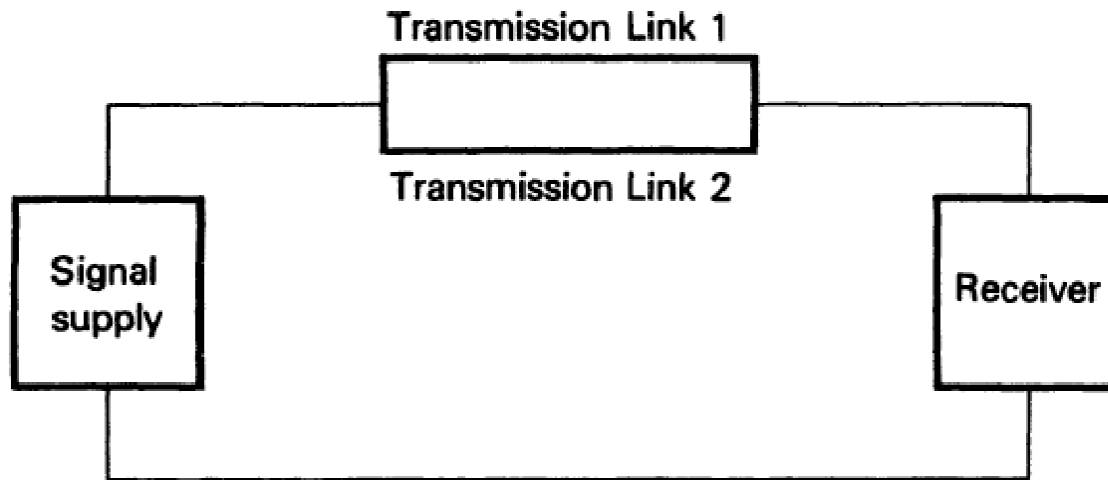 Transmission Link 1
Transmission Link 2
Signal
supply
Receiver